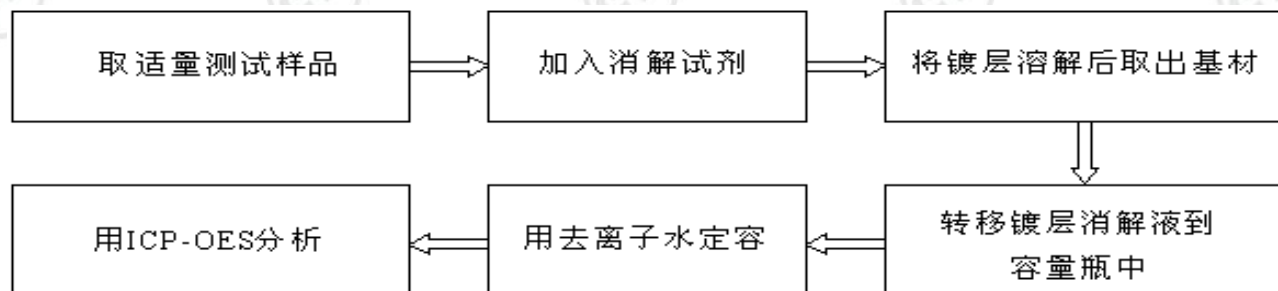 取适量测试样品
加入消解试剂
将镀层溶解后取出基材
转移镀层消解液到
容量瓶中
用去离子水定容
用ICP-OES分析